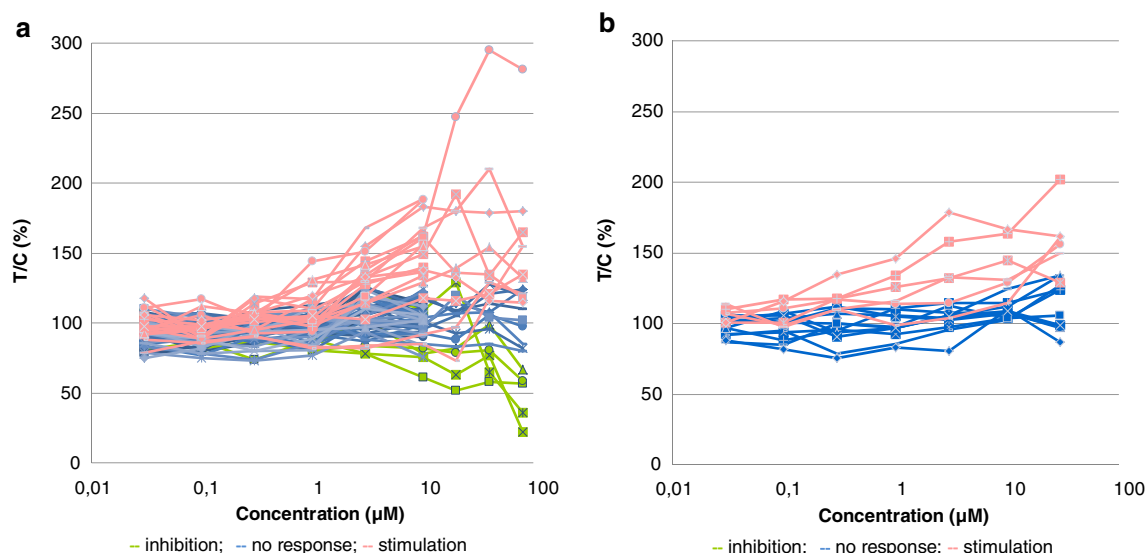 a
300
250
200
150
100
50
0
T/C (%)
0,01 0,1 1 10 100
Concentration (µM)
inhibition; no response; stimulation
b
300
250
200
150
100
50
0
T/C (%)
0,01 0,1 1 10 100
Concentration (µM)
inhibition; no response; stimulation